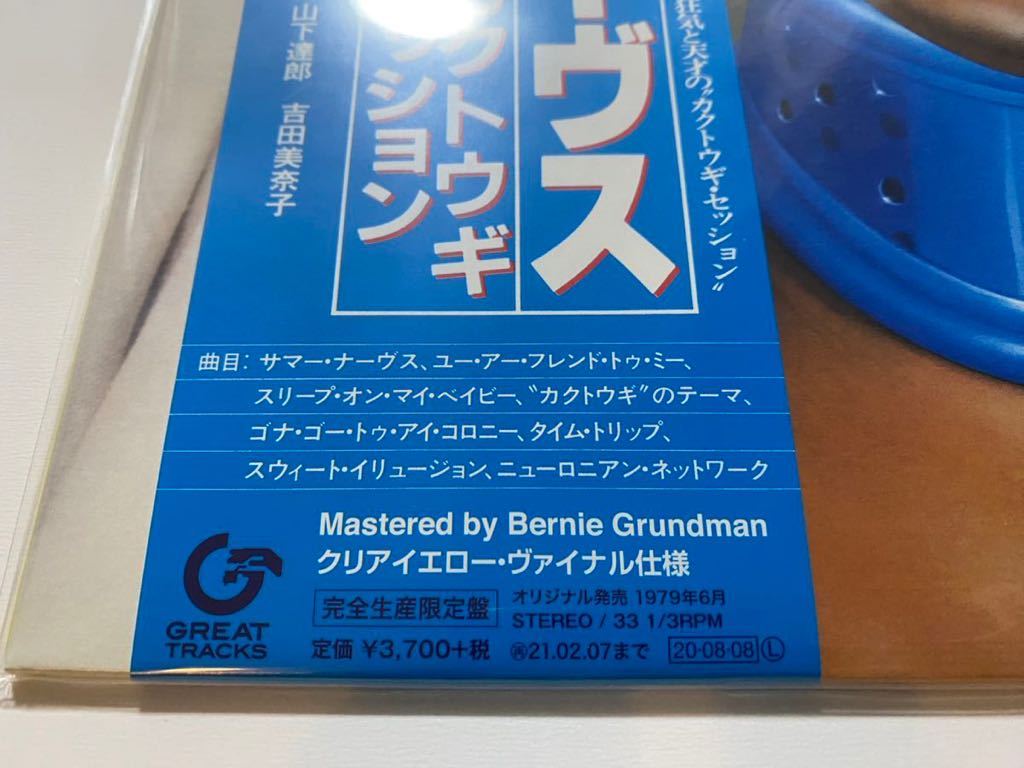 狂気と天才の“カクトウギ・セッション”
ーヴス
クトウギ
ション
山下達郎／吉田美奈子
曲目: サマー・ナーヴス、ユー・アー・フレンド・トゥ・ミー、
スリープ・オン・マイ・ベイビー、“カクトウギ”のテーマ、
ゴナ・ゴー・トゥ・アイ・コロニー、タイム・トリップ、
スウィート・イリュージョン、ニューロニアン・ネットワーク
Mastered by Bernie Grundman
クリアイエロー・ヴァイナル仕様
完全生産限定盤
オリジナル発売 1979年6月
STEREO / 33 1/3RPM
定価 ¥3,700+税
㋐21.02.07まで
20・08・08 Ⓛ
GREAT
TRACKS